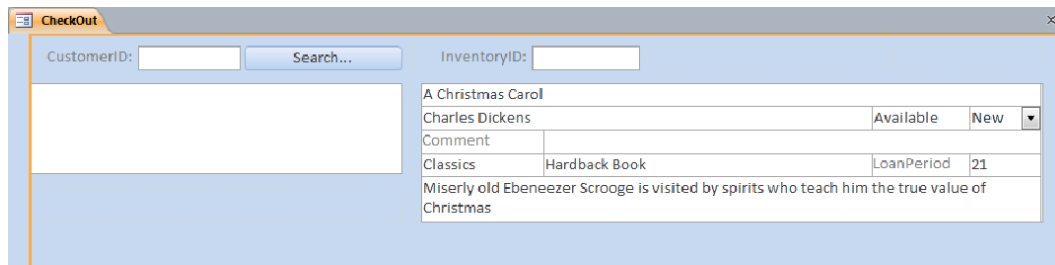 CheckOut
CustomerID:
Search...
InventoryID:
A Christmas Carol
Charles Dickens Available New
Comment
Classics Hardback Book LoanPeriod 21
Miserly old Ebeneezer Scrooge is visited by spirits who teach him the true value of
Christmas